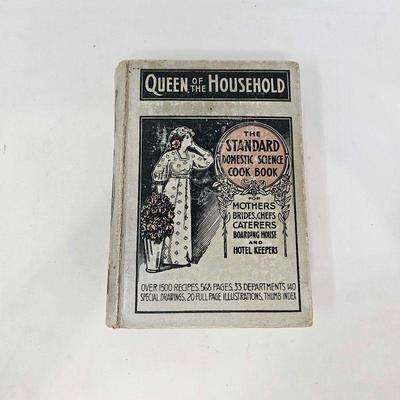 QUEEN OF THE HOUSEHOLD
THE
STANDARD
DOMESTIC SCIENCE
COOK BOOK
FOR
MOTHERS
BRIDES, CHEFS
CATERERS
BOARDING HOUSE
AND
HOTEL KEEPERS
OVER 1500 RECIPES, 568 PAGES, 33 DEPARTMENTS 140
SPECIAL DRAWINGS, 20 FULL PAGE ILLUSTRATIONS, THUMB INDEX